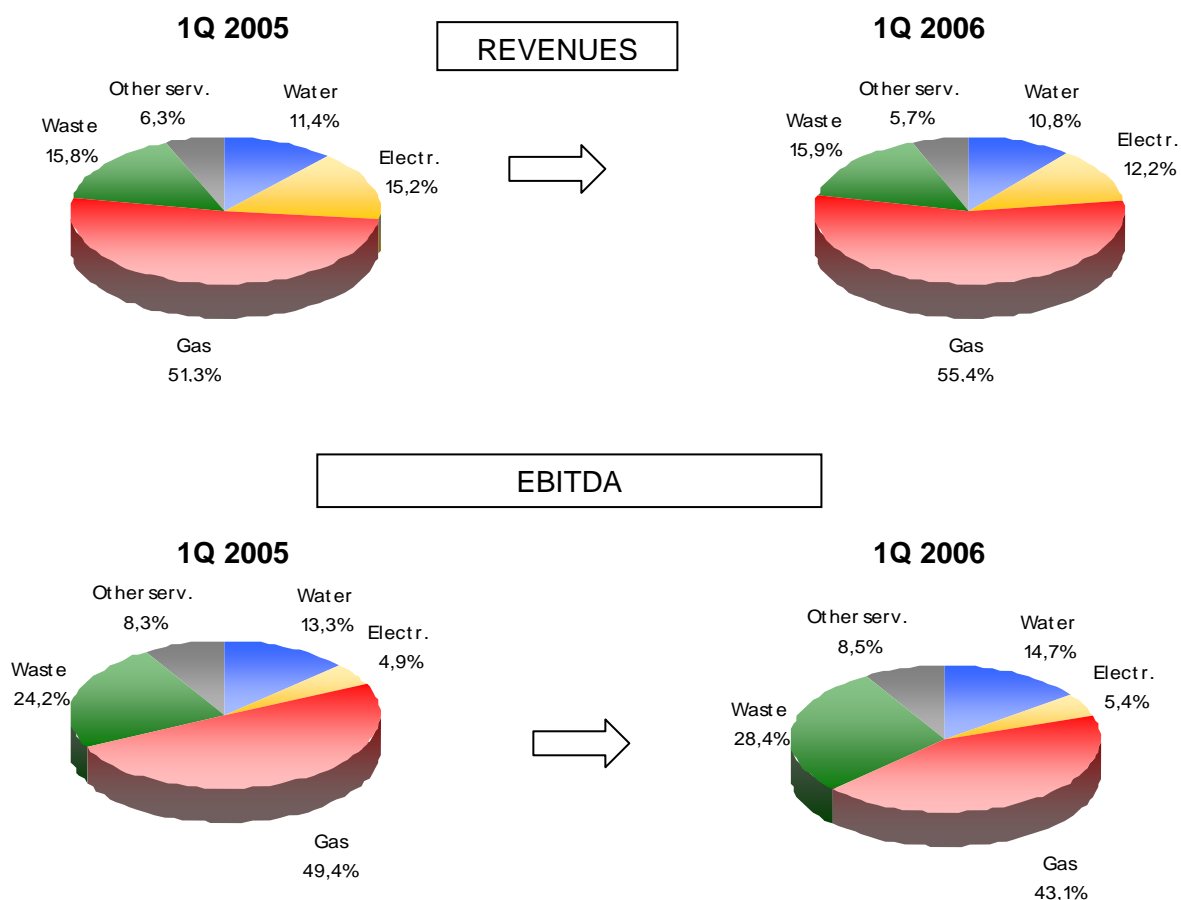 1Q 2005
REVENUES
1Q 2006
Other serv.
6,3%
Water
11,4%
Waste
15,8%
Electr.
15,2%
Gas
51,3%
Other serv.
5,7%
Water
10,8%
Waste
15,9%
Electr.
12,2%
Gas
55,4%
EBITDA
1Q 2005
1Q 2006
Other serv.
8,3%
Water
13,3%
Electr.
4,9%
Waste
24,2%
Gas
49,4%
Other serv.
8,5%
Water
14,7%
Electr.
5,4%
Waste
28,4%
Gas
43,1%